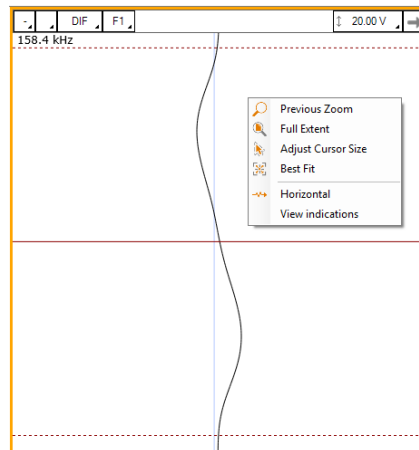 - DIF F1 20.00 V
158.4 kHz
Previous Zoom
Full Extent
Adjust Cursor Size
Best Fit
Horizontal
View indications